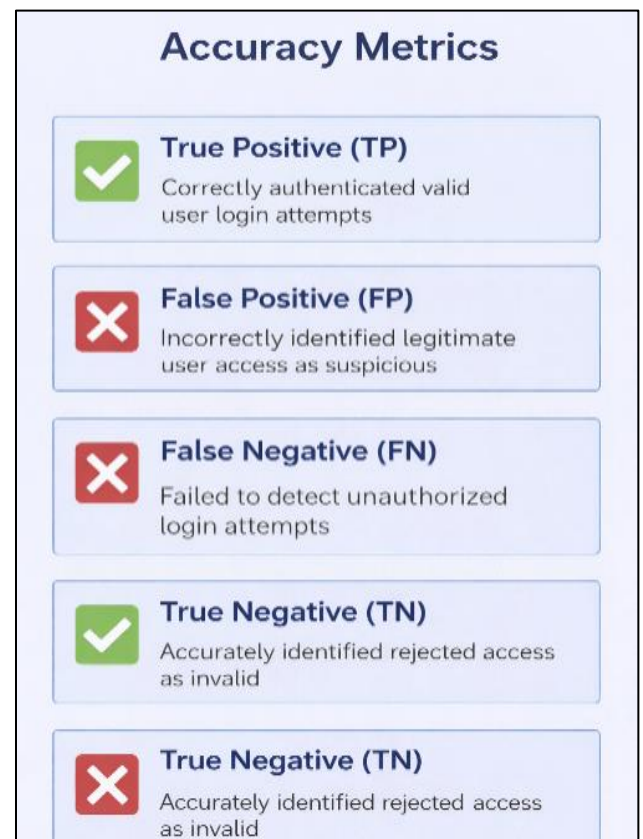 Accuracy Metrics
True Positive (TP)
Correctly authenticated valid
user login attempts
False Positive (FP)
Incorrectly identified legitimate
user access as suspicious
False Negative (FN)
Failed to detect unauthorized
login attempts
True Negative (TN)
Accurately identified rejected access
as invalid
True Negative (TN)
Accurately identified rejected access
as invalid